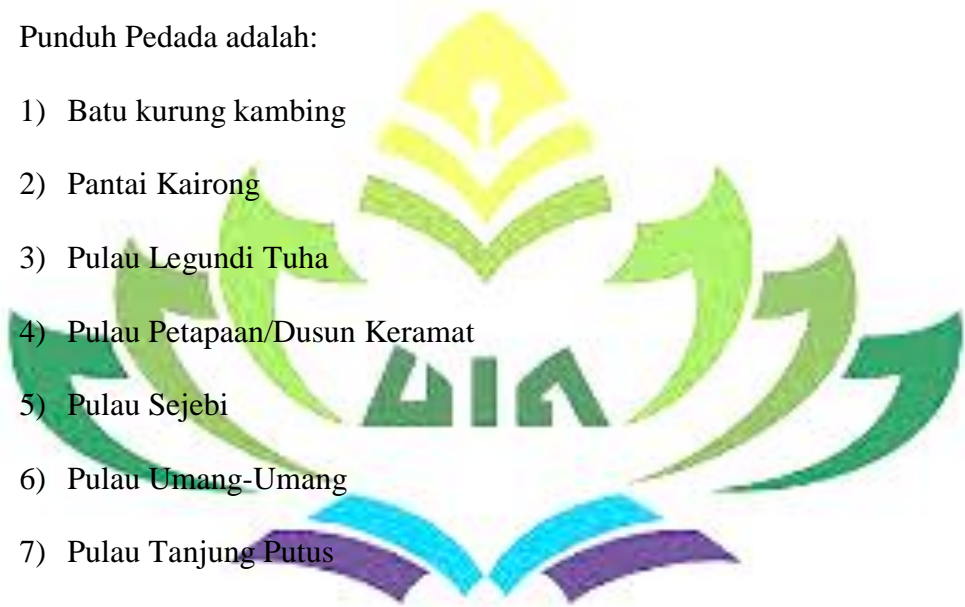 Punduh Pedada adalah:
1) Batu kurung kambing
2) Pantai Kairong
3) Pulau Legundi Tuha
4) Pulau Petapaan/Dusun Keramat
UIN
5) Pulau Sejebi
6) Pulau Umang-Umang
7) Pulau Tanjung Putus